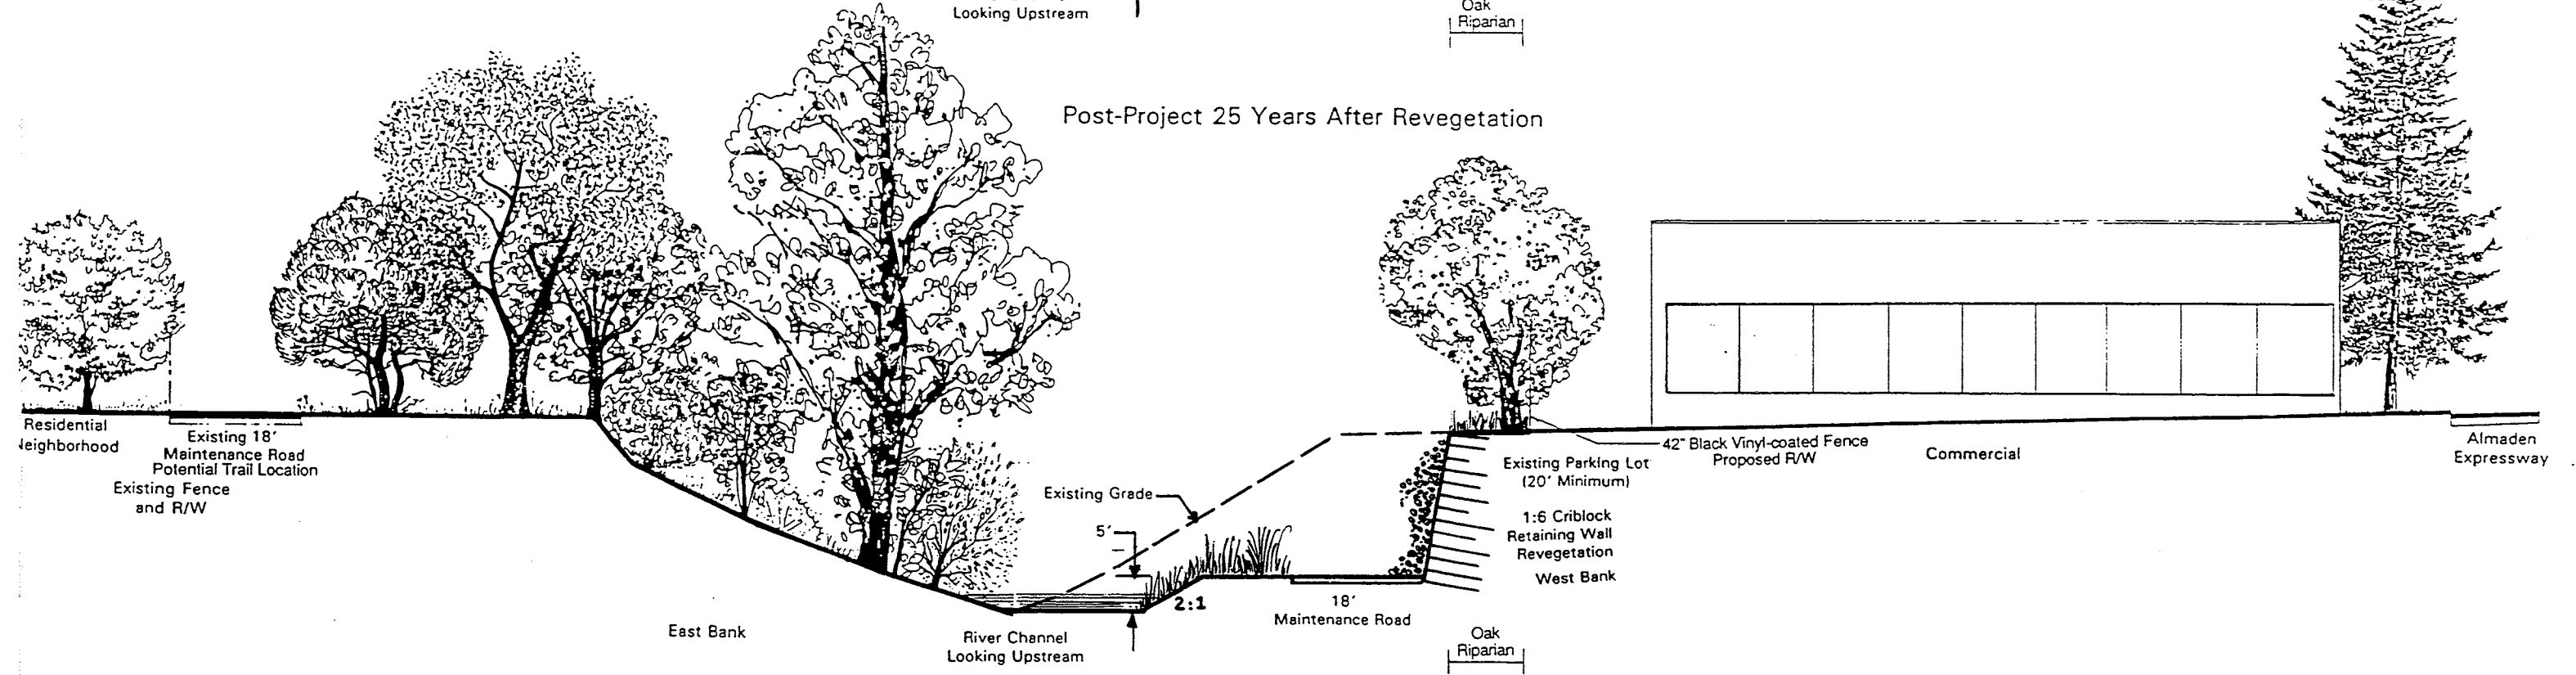 Looking Upstream
Oak
Riparian
Post-Project 25 Years After Revegetation
Residential
Neighborhood
Existing 18'
Maintenance Road
Potential Trail Location
Existing Fence
and R/W
Existing Grade
5'
2:1
18'
Maintenance Road
East Bank
River Channel
Looking Upstream
42" Black Vinyl-coated Fence
Proposed R/W
Existing Parking Lot
(20' Minimum)
1:6 Criblock
Retaining Wall
Revegetation
West Bank
Commercial
Almaden
Expressway
Oak
Riparian